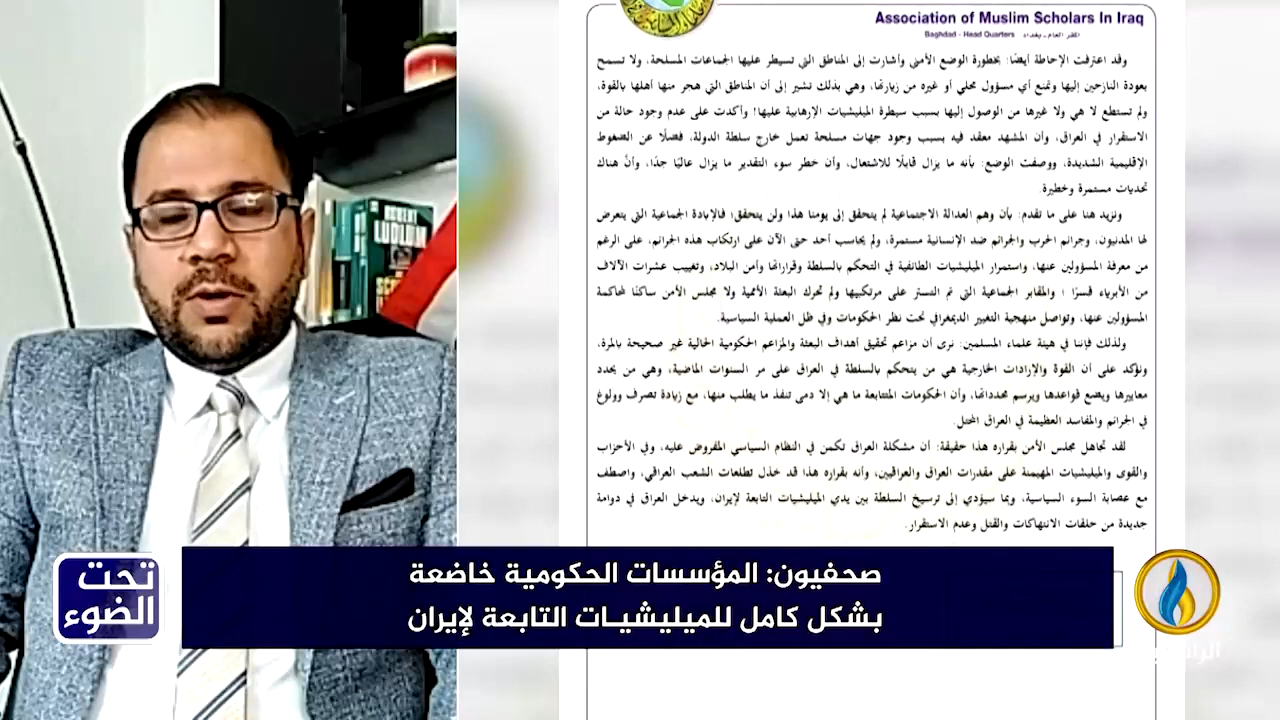 Association of Muslim Scholars In Iraq
Baghdad - Head Quarters المقر العام - بغداد
وقد اعترفت الإحاطة أيضًا: بخطورة الوضع الأمني وأشارت إلى المناطق التي تسيطر عليها الجماعات المسلحة، ولا تسمح
بعودة النازحين إليها وتمنع أي مسؤول محلي أو غيره من زيارتها، وهي بذلك تشير إلى أن المناطق التي هجر منها أهلها بالقوة،
ولم تستطع لا هي ولا غيرها من الوصول إليها بسبب سيطرة الميليشيات الإرهابية عليها! وأكدت على عدم وجود حالة من
الاستقرار في العراق، وأن المشهد معقد فيه بسبب وجود جهات مسلحة تعمل خارج سلطة الدولة، فضلًا عن الضغوط
الإقليمية الشديدة، ووصفت الوضع: بأنه ما يزال قابلًا للاشتعال، وأن خطر سوء التقدير ما يزال عاليًا جدًا، وأنَّ هناك
تحديات مستمرة وخطيرة.
ونزيد هنا على ما تقدم: بأن وهم العدالة الاجتماعية لم يتحقق إلى يومنا هذا ولن يتحقق؛ فالإبادة الجماعية التي يتعرض
لها المدنيون، وجرائم الحرب والجرائم ضد الإنسانية مستمرة، ولم يحاسب أحد حتى الآن على ارتكاب هذه الجرائم، على الرغم
من معرفة المسؤولين عنها، واستمرار الميليشيات الطائفية في التحكم بالسلطة وقراراتها وأمن البلاد، وتغييب عشرات الآلاف
من الأبرياء قسرًا ؛ والمقابر الجماعية التي تم التستر على مرتكبيها ولم تحرك البعثة الأممية ولا مجلس الأمن ساكنًا لمحاكمة
المسؤولين عنها، وتواصل منهجية التغيير الديمغرافي تحت نظر الحكومات وفي ظل العملية السياسية.
ولذلك فإننا في هيئة علماء المسلمين: نرى أن مزاعم تحقيق أهداف البعثة والمزاعم الحكومية الحالية غير صحيحة بالمرة،
ونؤكد على أن القوة والإرادات الخارجية هي من يتحكم بالسلطة في العراق على مر السنوات الماضية، وهي من يحدد
معاييرها ويضع قواعدها ويرسم محدداتها، وأن الحكومات المتتابعة ما هي إلا دمى تنفذ ما يطلب منها، مع زيادة تصرف وولوغ
في الجرائم والمفاسد العظيمة في العراق المحتل.
لقد تجاهل مجلس الأمن بقراره هذا حقيقة: أن مشكلة العراق تكمن في النظام السياسي المفروض عليه، وفي الأحزاب
والقوى والميليشيات المهيمنة على مقدرات العراق والعراقيين، وأنه بقراره هذا قد خذل تطلعات الشعب العراقي، واصطف
مع عصابة السوء السياسية، وبما سيؤدي إلى ترسيخ السلطة بين يدي الميليشيات التابعة لإيران، ويدخل العراق في دوامة
جديدة من حلقات الانتهاكات والقتل وعدم الاستقرار.
ROBERT
LUDLUM
صحفيون: المؤسسات الحكومية خاضعة
بشكل كامل للميليشيـات التابعة لإيران
تحت
الضوء